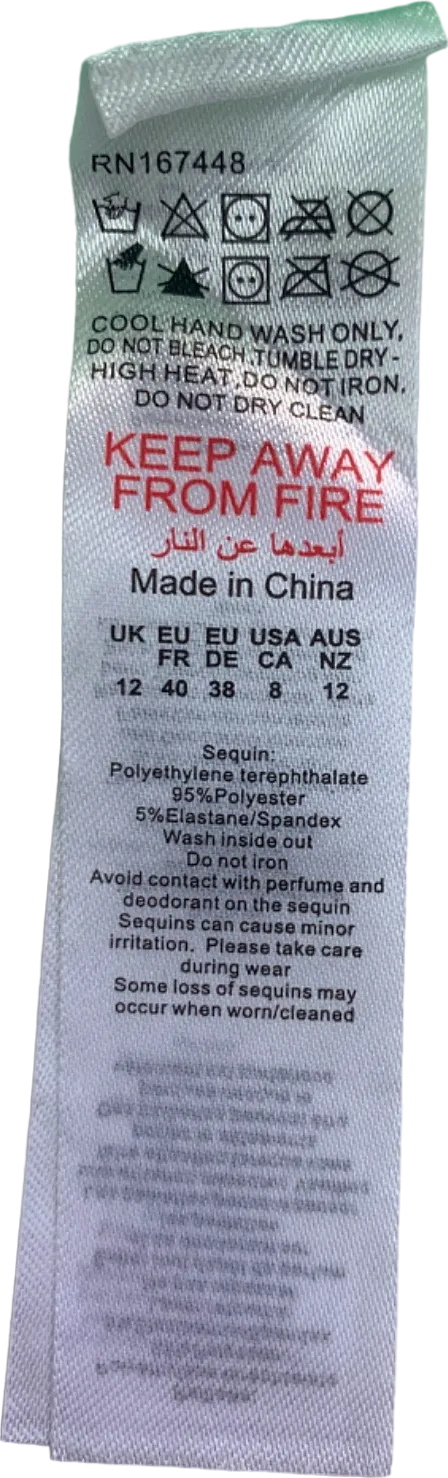 RN167448
COOL HAND WASH ONLY,
DO NOT BLEACH,TUMBLE DRY-
HIGH HEAT,DO NOT IRON.
DO NOT DRY CLEAN
KEEP AWAY
FROM FIRE
أبعدها عن النار
Made in China
UK EU EU USA AUS
FR DE CA NZ
12 40 38 8 12
Sequin:
Polyethylene terephthalate
95%Polyester
5%Elastane/Spandex
Wash inside out
Do not iron
Avoid contact with perfume and
deodorant on the sequin
Sequins can cause minor
irritation. Please take care
during wear
Some loss of sequins may
occur when worn/cleaned